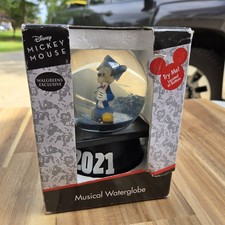 Disney
MICKEY
MOUSE
WALGREENS
EXCLUSIVE
Try Me!
2021
Musical Waterglobe